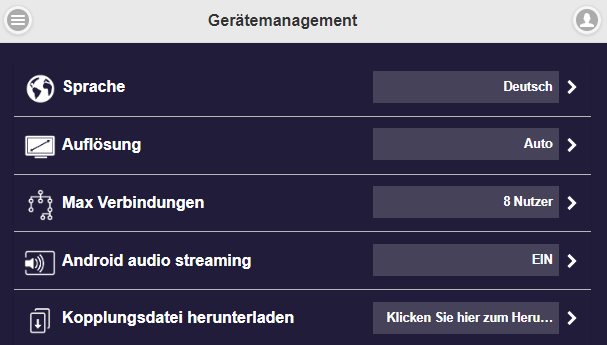 Gerätemanagement
Sprache Deutsch
Auflösung Auto
Max Verbindungen 8 Nutzer
Android audio streaming EIN
Kopplungsdatei herunterladen Klicken Sie hier zum Heru...